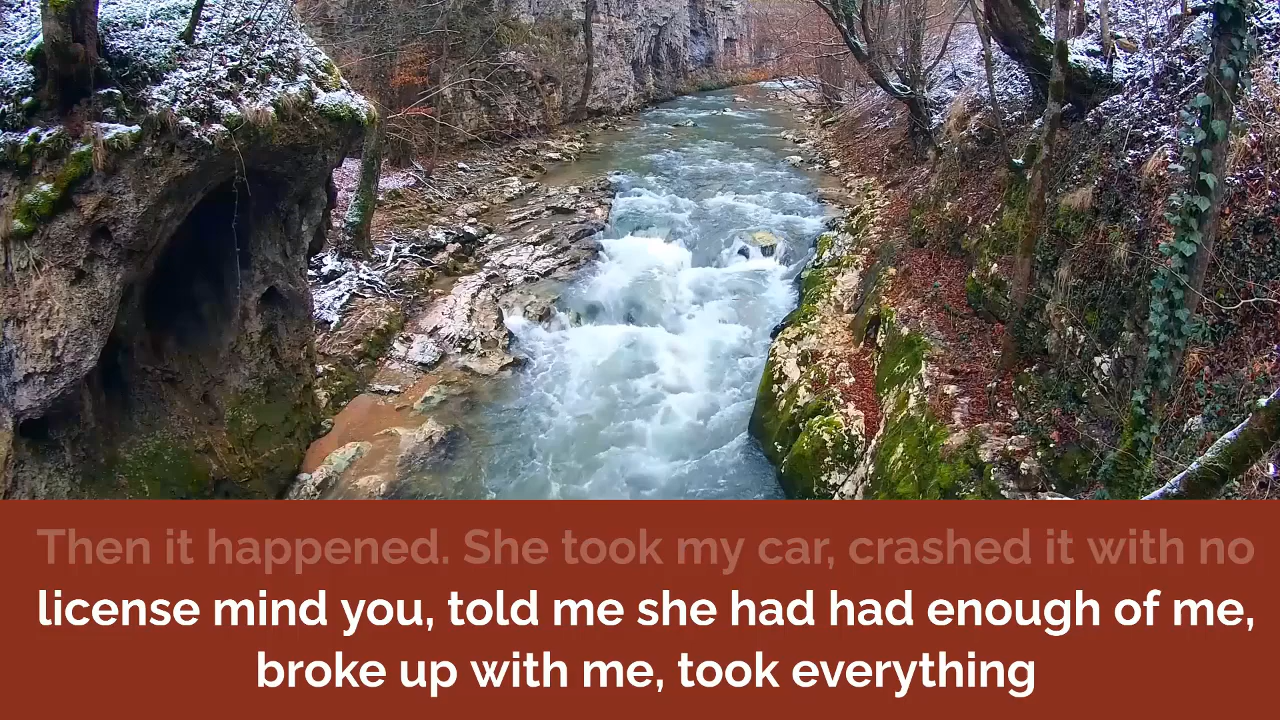 Then it happened. She took my car, crashed it with no
license mind you, told me she had had enough of me,
broke up with me, took everything